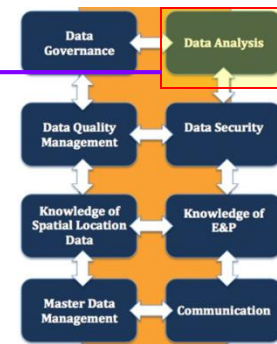 Data
Governance
Data Analysis
Data Quality
Management
Data Security
Knowledge of
Spatial Location
Data
Knowledge of
E&P
Master Data
Management
Communication